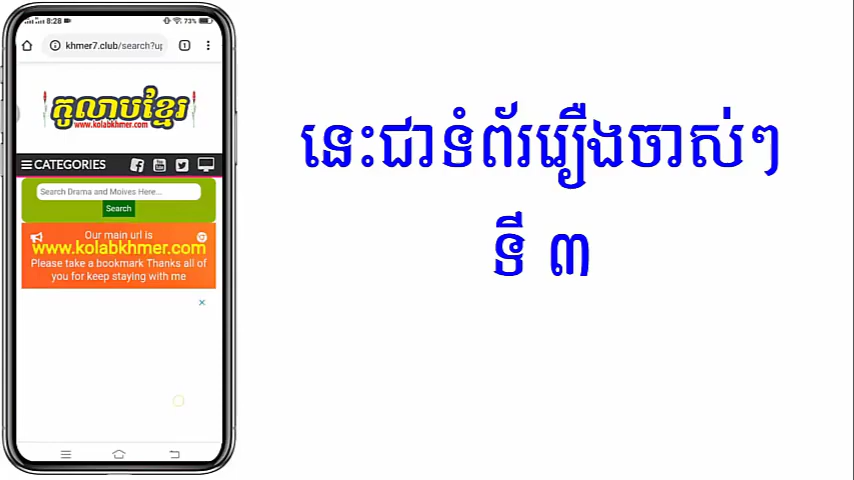 8:28
73%
khmer7.club/search?up
1
កូលាបខ្មែរ
www.kolabkhmer.com
CATEGORIES
Search Drama and Moives Here...
Search
Our main url is
www.kolabkhmer.com
Please take a bookmark Thanks all of
you for keep staying with me
នេះជាទំព័ររឿងចាស់ៗ
ទី ៣